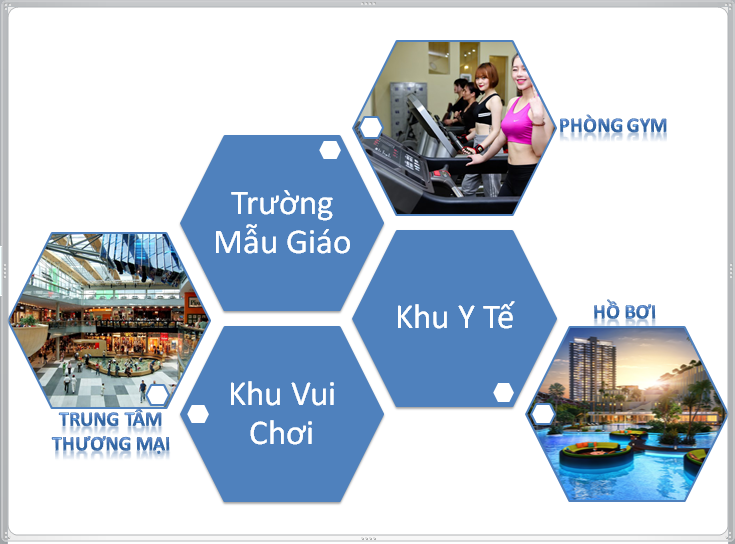 PHÒNG GYM
Trường
Mẫu Giáo
Khu Y Tế
HỒ BƠI
Khu Vui
Chơi
TRUNG TÂM
THƯƠNG MẠI